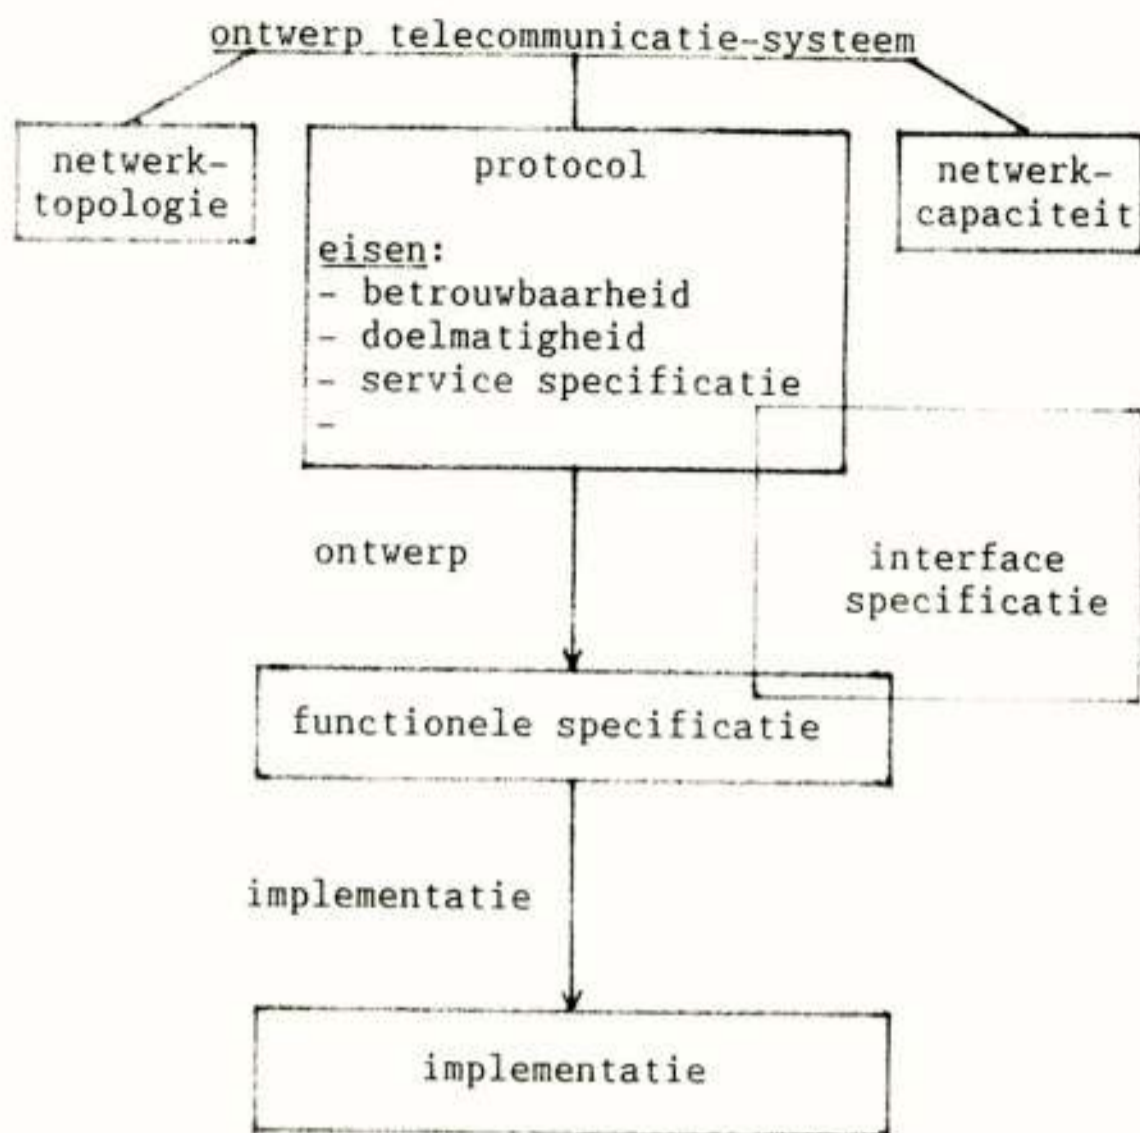 ontwerp telecommunicatie-systeem
netwerk-
topologie
protocol
eisen:
- betrouwbaarheid
- doelmatigheid
- service specificatie
-
netwerk-
capaciteit
ontwerp
interface
specificatie
functionele specificatie
implementatie
implementatie